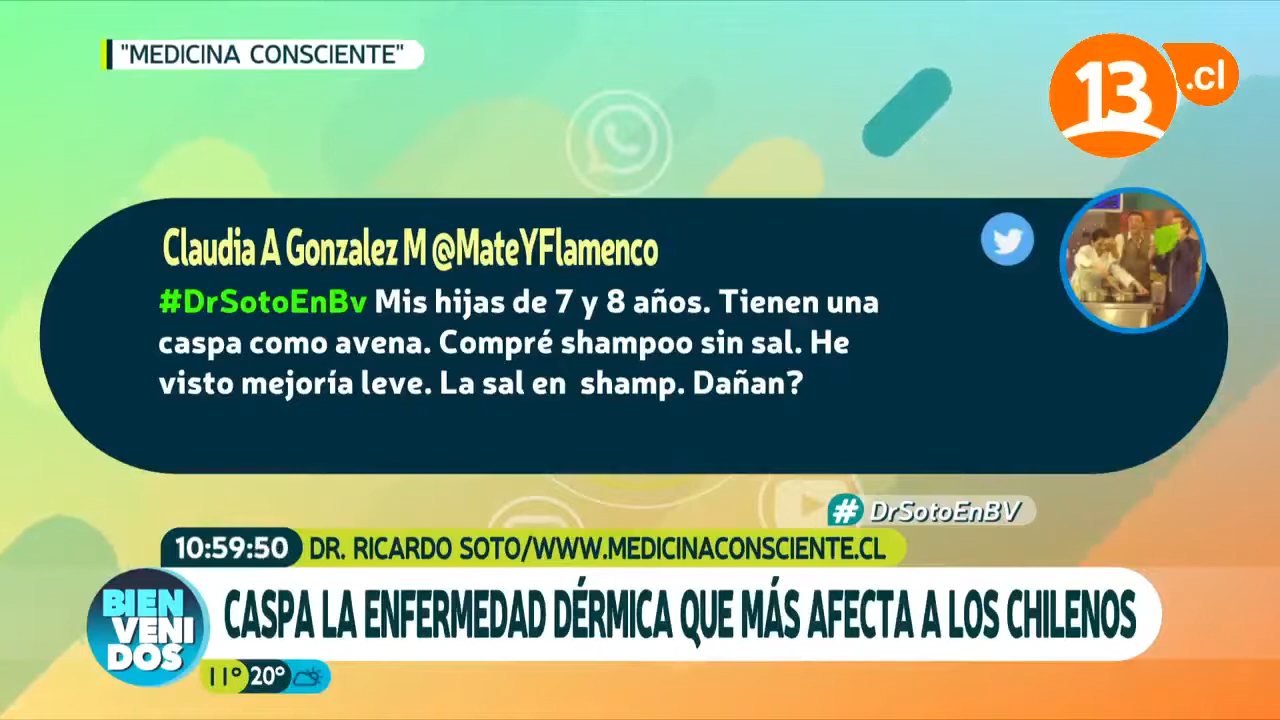 "MEDICINA CONSCIENTE"
13.cl
Claudia A Gonzalez M @MateYFlamenco
#DrSotoEnBv Mis hijas de 7 y 8 años. Tienen una
caspa como avena. Compré shampoo sin sal. He
visto mejoría leve. La sal en shamp. Dañan?
# DrSotoEnBV
10:59:50 DR. RICARDO SOTO/WWW.MEDICINACONSCIENTE.CL
BIEN
VENI
DOS
CASPA LA ENFERMEDAD DÉRMICA QUE MÁS AFECTA A LOS CHILENOS
11° 20°